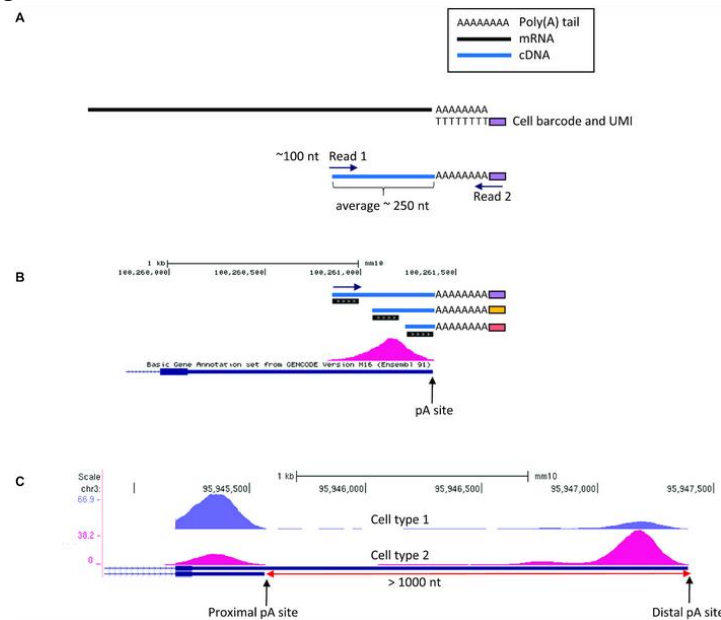 A
AAAAAAAA Poly(A) tail
mRNA
cDNA
AAAAAAAA
TTTTTTTT Cell barcode and UMI
~100 nt Read 1
AAAAAAAA
Read 2
average ~ 250 nt
B
1 kb mm10
100,260,000 100,260,500 100,261,000 100,261,500
AAAAAAAA
AAAAAAAA
AAAAAAAA
Basic Gene Annotation set from GENCODE Version M16 (Ensembl 91)
pA site
C
Scale 1 kb mm10
chr3: 95,945,500 95,946,000 95,946,500 95,947,000 95,947,500
66.9
Cell type 1
38.2
Cell type 2
0
> 1000 nt
Proximal pA site Distal pA site